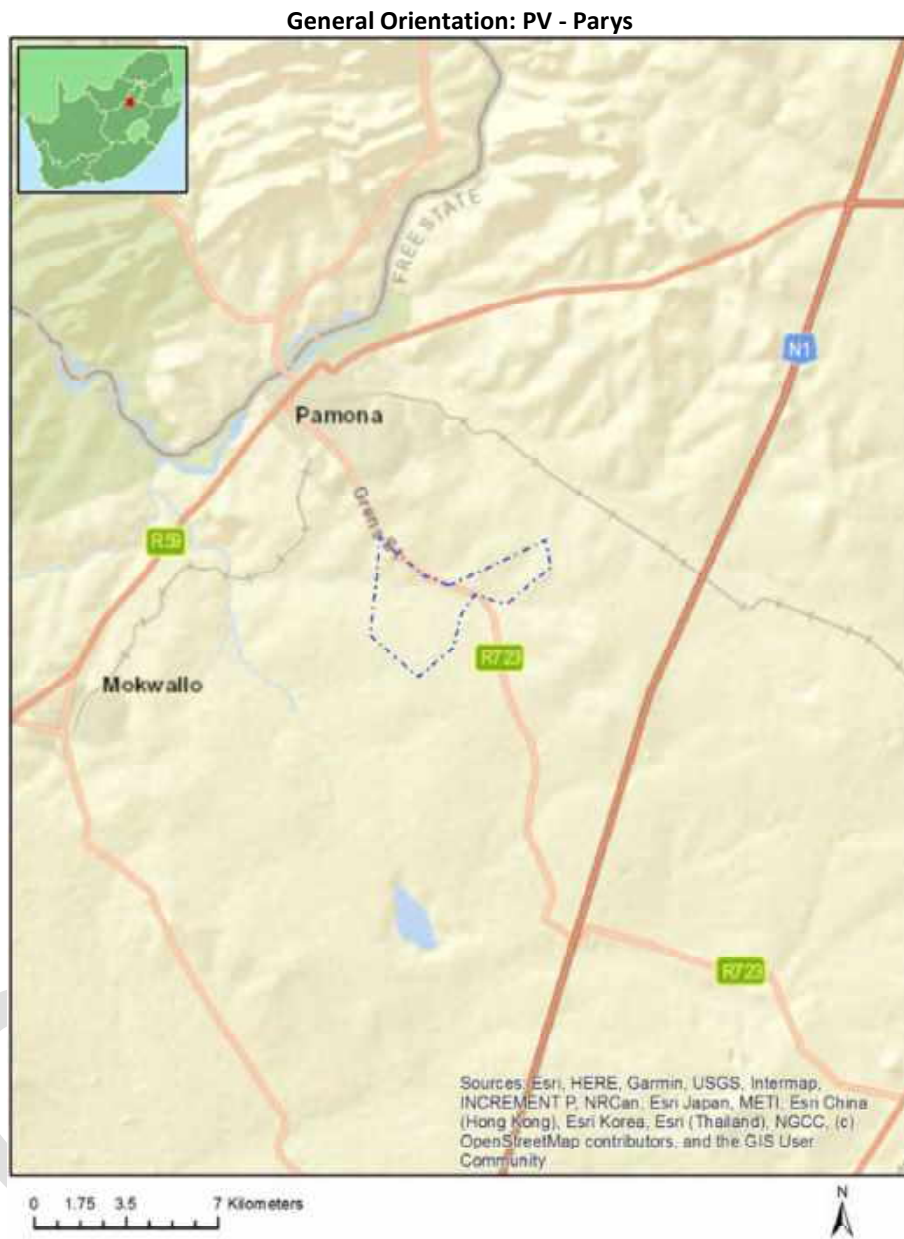 General Orientation: PV - Parys
FREE STATE
N1
Pamona
R59
R723
Mokwallo
R723
Sources: Esri, HERE, Garmin, USGS, Intermap,
INCREMENT P, NRCan, Esri Japan, METI, Esri China
(Hong Kong), Esri Korea, Esri (Thailand), NGCC, (c)
OpenStreetMap contributors, and the GIS User
Community
0 1.75 3.5 7 Kilometers
N